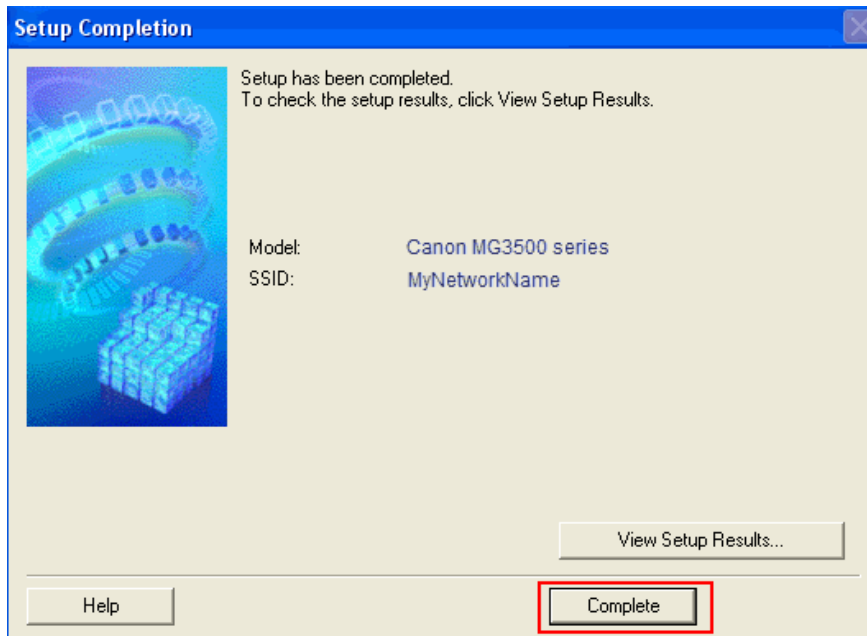 Setup Completion
Setup has been completed.
To check the setup results, click View Setup Results.
Model: Canon MG3500 series
SSID: MyNetworkName
View Setup Results...
Help Complete